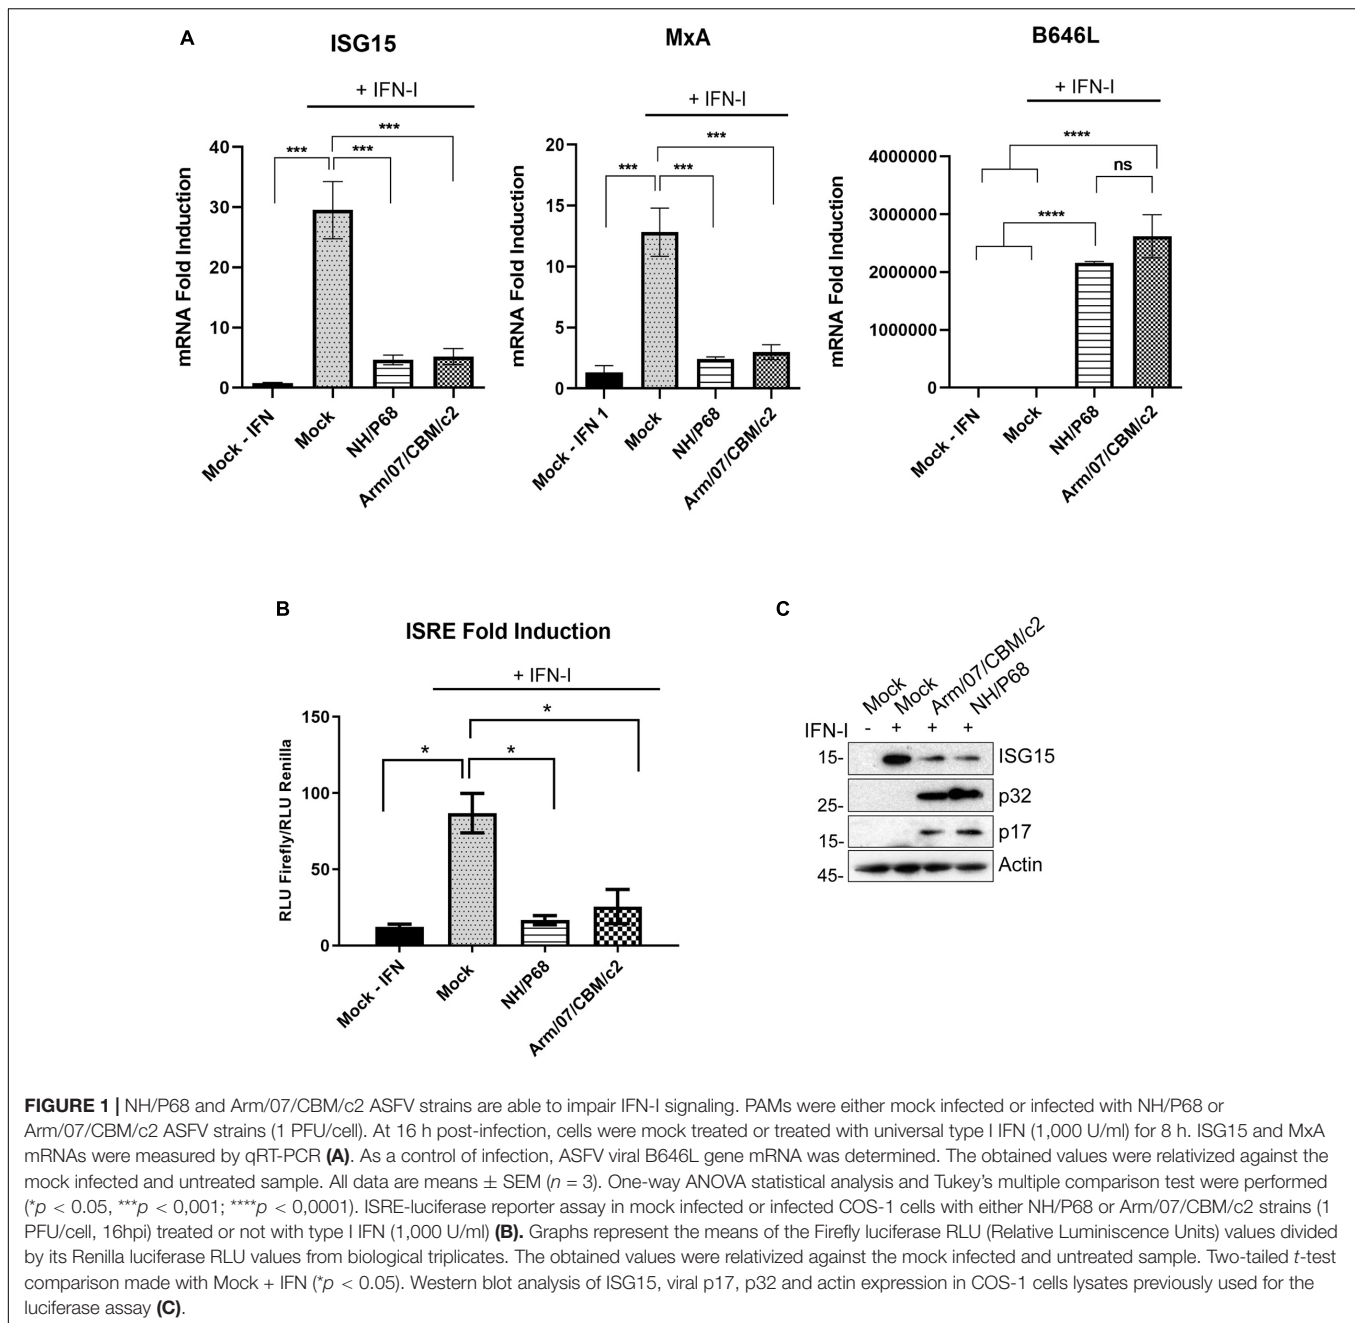 A
ISG15
+ IFN-I
***
***
***
mRNA Fold Induction
40
30
20
10
0
Mock - IFN
Mock
NH/P68
Arm/07/CBM/c2
MxA
+ IFN-I
***
***
***
mRNA Fold Induction
20
15
10
5
0
Mock - IFN 1
Mock
NH/P68
Arm/07/CBM/c2
B646L
+ IFN-I
****
ns
****
mRNA Fold Induction
4000000
3000000
2000000
1000000
0
Mock - IFN
Mock
NH/P68
Arm/07/CBM/c2
B
ISRE Fold Induction
+ IFN-I
*
*
*
RLU Firefly/RLU Renilla
150
100
50
0
Mock - IFN
Mock
NH/P68
Arm/07/CBM/c2
C
Mock
Mock
Arm/07/CBM/c2
NH/P68
IFN-I - + + +
15- ISG15
25- p32
15- p17
45- Actin
FIGURE 1 | NH/P68 and Arm/07/CBM/c2 ASFV strains are able to impair IFN-I signaling. PAMs were either mock infected or infected with NH/P68 or
Arm/07/CBM/c2 ASFV strains (1 PFU/cell). At 16 h post-infection, cells were mock treated or treated with universal type I IFN (1,000 U/ml) for 8 h. ISG15 and MxA
mRNAs were measured by qRT-PCR (A). As a control of infection, ASFV viral B646L gene mRNA was determined. The obtained values were relativized against the
mock infected and untreated sample. All data are means ± SEM (n = 3). One-way ANOVA statistical analysis and Tukey's multiple comparison test were performed
(*p < 0.05, ***p < 0,001; ****p < 0,0001). ISRE-luciferase reporter assay in mock infected or infected COS-1 cells with either NH/P68 or Arm/07/CBM/c2 strains (1
PFU/cell, 16hpi) treated or not with type I IFN (1,000 U/ml) (B). Graphs represent the means of the Firefly luciferase RLU (Relative Luminiscence Units) values divided
by its Renilla luciferase RLU values from biological triplicates. The obtained values were relativized against the mock infected and untreated sample. Two-tailed t-test
comparison made with Mock + IFN (*p < 0.05). Western blot analysis of ISG15, viral p17, p32 and actin expression in COS-1 cells lysates previously used for the
luciferase assay (C).